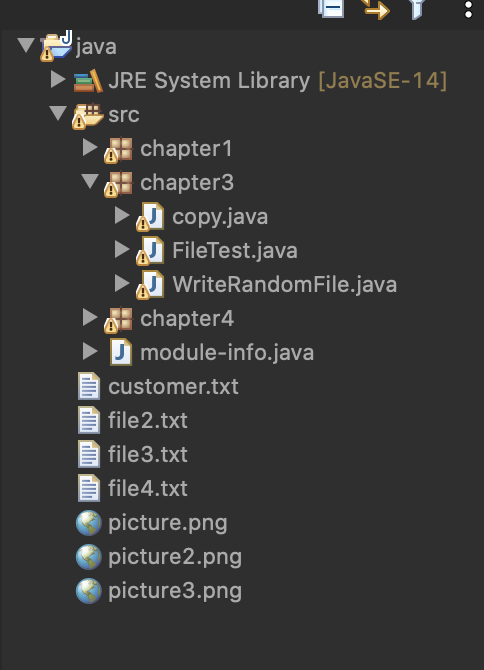 java
JRE System Library [JavaSE-14]
src
chapter1
chapter3
copy.java
FileTest.java
WriteRandomFile.java
chapter4
module-info.java
customer.txt
file2.txt
file3.txt
file4.txt
picture.png
picture2.png
picture3.png